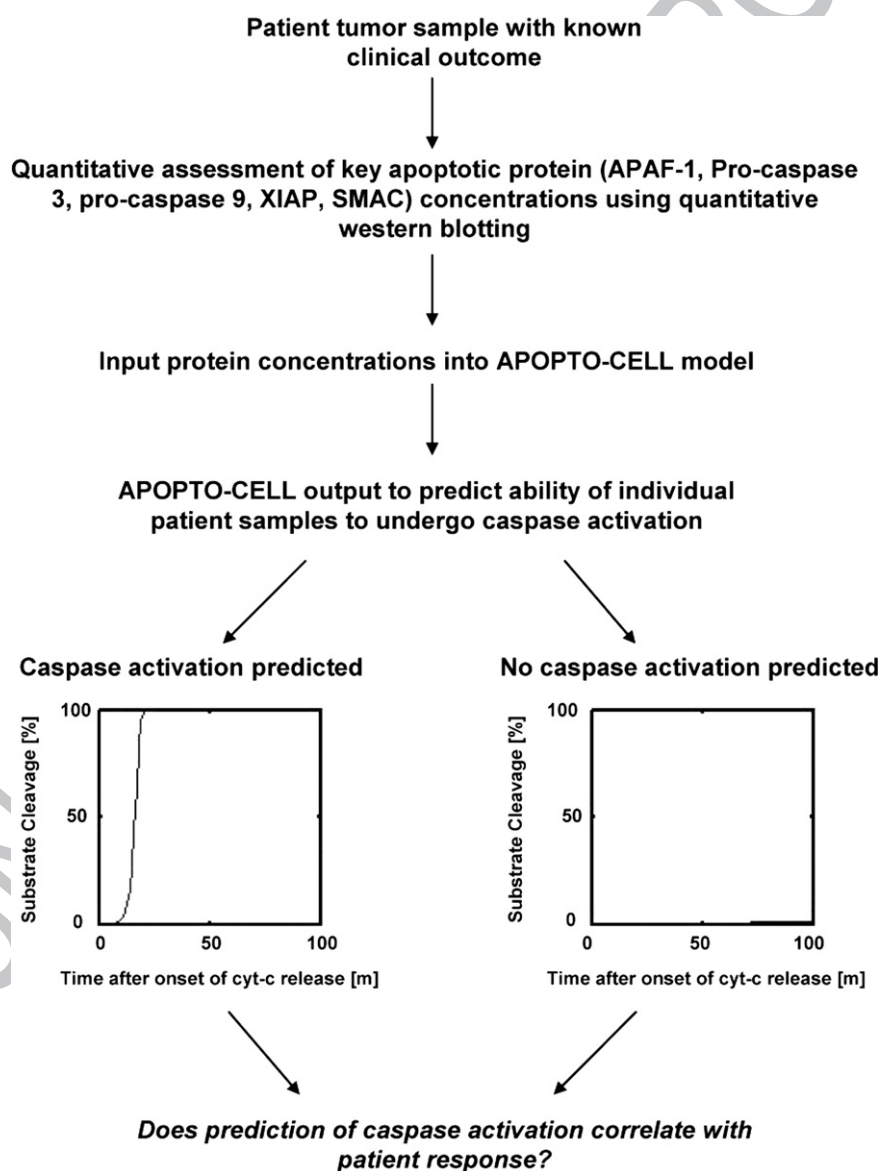 Patient tumor sample with known
clinical outcome
Quantitative assessment of key apoptotic protein (APAF-1, Pro-caspase
3, pro-caspase 9, XIAP, SMAC) concentrations using quantitative
western blotting
Input protein concentrations into APOPTO-CELL model
APOPTO-CELL output to predict ability of individual
patient samples to undergo caspase activation
Caspase activation predicted
Substrate Cleavage [%]
100
50
0
0 50 100
Time after onset of cyt-c release [m]
No caspase activation predicted
Substrate Cleavage [%]
100
50
0
0 50 100
Time after onset of cyt-c release [m]
Does prediction of caspase activation correlate with
patient response?